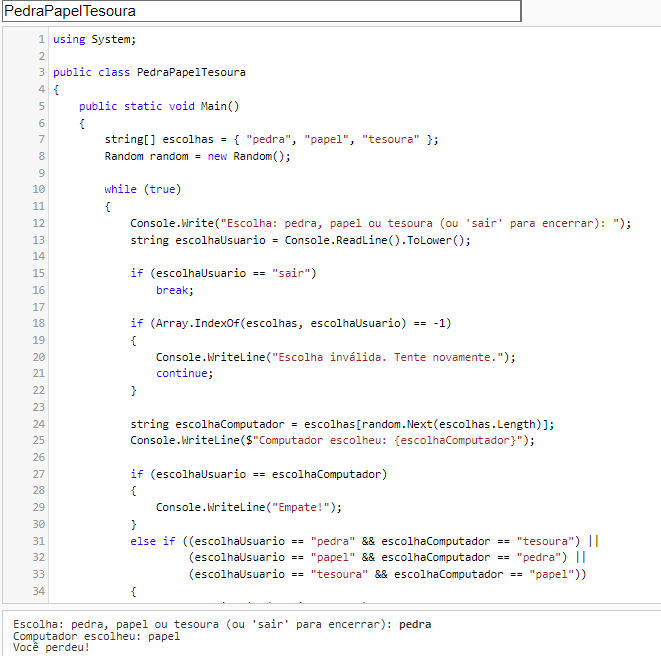 PedraPapelTesoura
1 using System;
2
3 public class PedraPapelTesoura
4 {
5     public static void Main()
6     {
7         string[] escolhas = { "pedra", "papel", "tesoura" };
8         Random random = new Random();
9
10         while (true)
11         {
12             Console.Write("Escolha: pedra, papel ou tesoura (ou 'sair' para encerrar): ");
13             string escolhaUsuario = Console.ReadLine().ToLower();
14
15             if (escolhaUsuario == "sair")
16                 break;
17
18             if (Array.IndexOf(escolhas, escolhaUsuario) == -1)
19             {
20                 Console.WriteLine("Escolha inválida. Tente novamente.");
21                 continue;
22             }
23
24             string escolhaComputador = escolhas[random.Next(escolhas.Length)];
25             Console.WriteLine($"Computador escolheu: {escolhaComputador}");
26
27             if (escolhaUsuario == escolhaComputador)
28             {
29                 Console.WriteLine("Empate!");
30             }
31             else if ((escolhaUsuario == "pedra" && escolhaComputador == "tesoura") ||
32                      (escolhaUsuario == "papel" && escolhaComputador == "pedra") ||
33                      (escolhaUsuario == "tesoura" && escolhaComputador == "papel"))
34             {
Escolha: pedra, papel ou tesoura (ou 'sair' para encerrar): pedra
Computador escolheu: papel
Você perdeu!